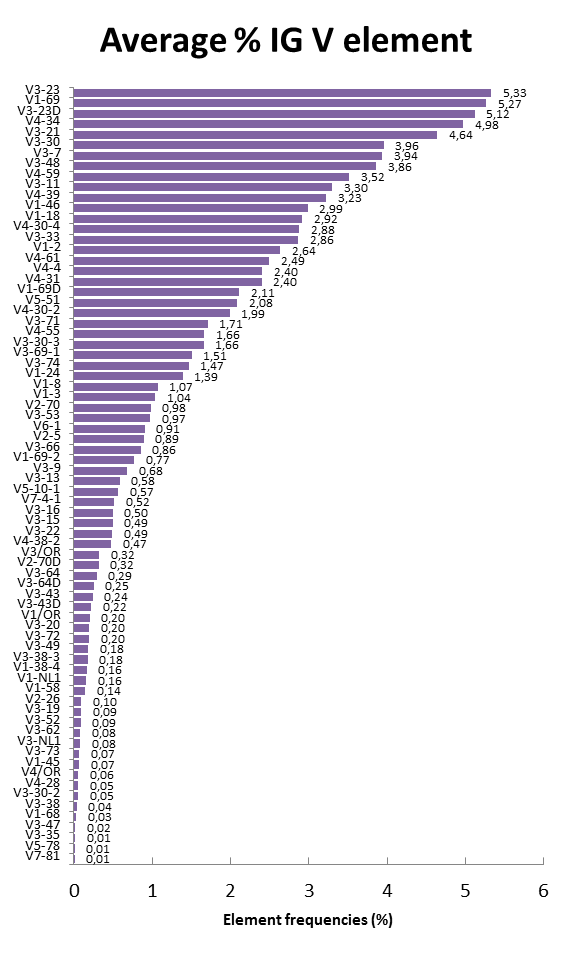 Average % IG V element
V3-23 5,33
V1-69 5,27
V3-23D 5,12
V4-34 4,98
V3-21 4,64
V3-30 3,96
V3-7 3,94
V3-48 3,86
V4-59 3,52
V3-11 3,30
V4-39 3,23
V1-46 2,99
V1-18 2,92
V4-30-4 2,88
V3-33 2,86
V1-2 2,64
V4-61 2,49
V4-4 2,40
V4-31 2,40
V1-69D 2,11
V5-51 2,08
V4-30-2 1,99
V3-71 1,71
V4-55 1,66
V3-30-3 1,66
V3-69-1 1,51
V3-74 1,47
V1-24 1,39
V1-8 1,07
V1-3 1,04
V2-70 0,98
V3-53 0,97
V6-1 0,91
V2-5 0,89
V3-66 0,86
V1-69-2 0,77
V3-9 0,68
V3-13 0,58
V5-10-1 0,57
V7-4-1 0,52
V3-16 0,50
V3-15 0,49
V3-22 0,49
V4-38-2 0,47
V3/OR 0,32
V2-70D 0,32
V3-64 0,29
V3-64D 0,25
V3-43 0,24
V3-43D 0,22
V1/OR 0,20
V3-20 0,20
V3-72 0,20
V3-49 0,18
V3-38-3 0,18
V1-38-4 0,16
V1-NL1 0,16
V1-58 0,14
V2-26 0,10
V3-19 0,09
V3-52 0,09
V3-62 0,08
V3-NL1 0,08
V3-73 0,07
V1-45 0,07
V4/OR 0,06
V4-28 0,05
V3-30-2 0,05
V3-38 0,04
V1-68 0,03
V3-47 0,02
V3-35 0,01
V5-78 0,01
V7-81 0,01
0 1 2 3 4 5 6
Element frequencies (%)